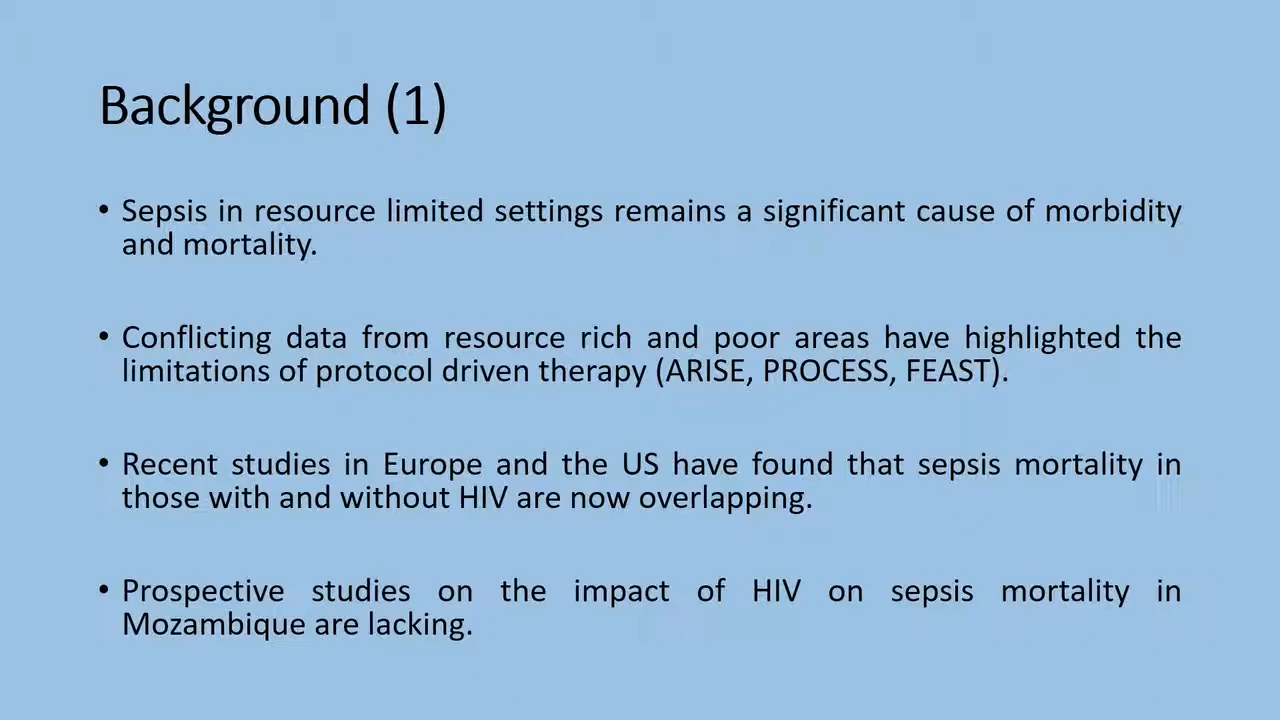 Background (1)
• Sepsis in resource limited settings remains a significant cause of morbidity
and mortality.
• Conflicting data from resource rich and poor areas have highlighted the
limitations of protocol driven therapy (ARISE, PROCESS, FEAST).
• Recent studies in Europe and the US have found that sepsis mortality in
those with and without HIV are now overlapping.
• Prospective studies on the impact of HIV on sepsis mortality in
Mozambique are lacking.